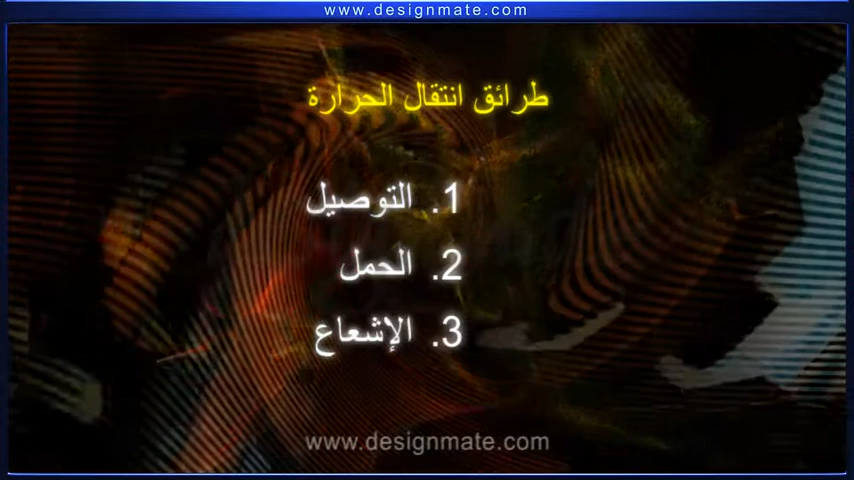 www.designmate.com
طرائق انتقال الحرارة
1. التوصيل
2. الحمل
3. الإشعاع
www.designmate.com